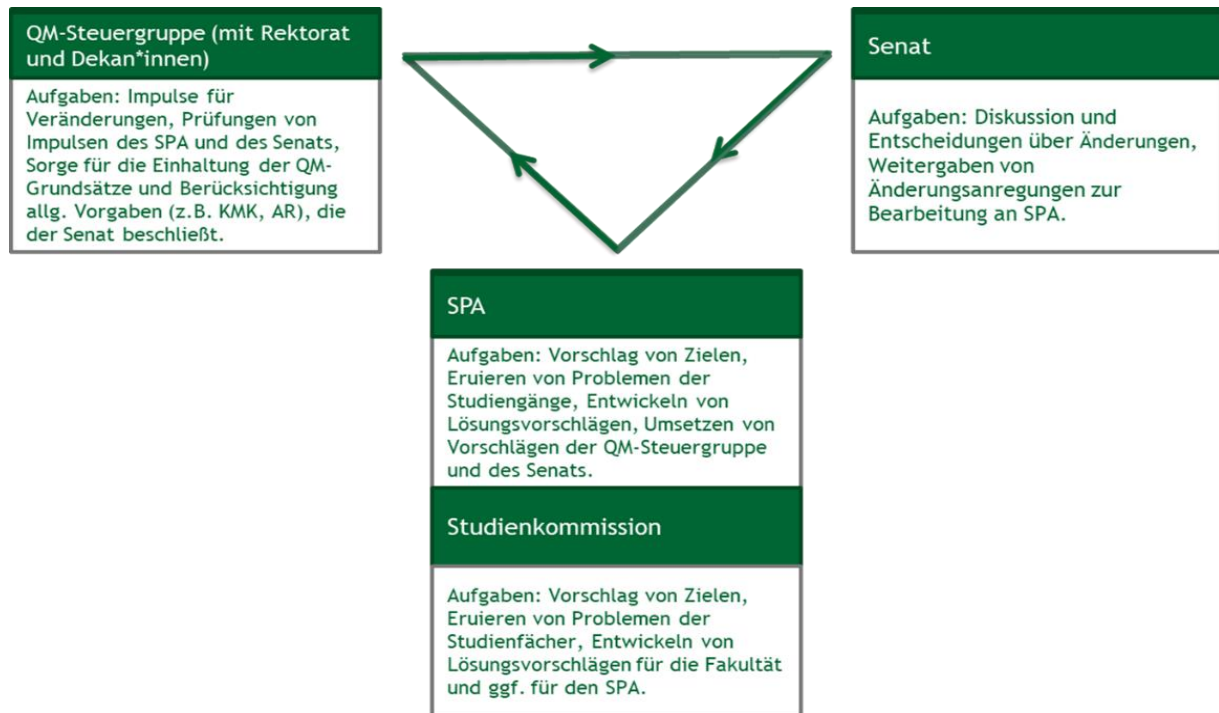 QM-Steuergruppe (mit Rektorat
und Dekan*innen)
Aufgaben: Impulse für
Veränderungen, Prüfungen von
Impulsen des SPA und des Senats,
Sorge für die Einhaltung der QM-
Grundsätze und Berücksichtigung
allg. Vorgaben (z.B. KMK, AR), die
der Senat beschließt.
Senat
Aufgaben: Diskussion und
Entscheidungen über Änderungen,
Weitergaben von
Änderungsanregungen zur
Bearbeitung an SPA.
SPA
Aufgaben: Vorschlag von Zielen,
Eruieren von Problemen der
Studiengänge, Entwickeln von
Lösungsvorschlägen, Umsetzen von
Vorschlägen der QM-Steuergruppe
und des Senats.
Studienkommission
Aufgaben: Vorschlag von Zielen,
Eruieren von Problemen der
Studienfächer, Entwickeln von
Lösungsvorschlägen für die Fakultät
und ggf. für den SPA.